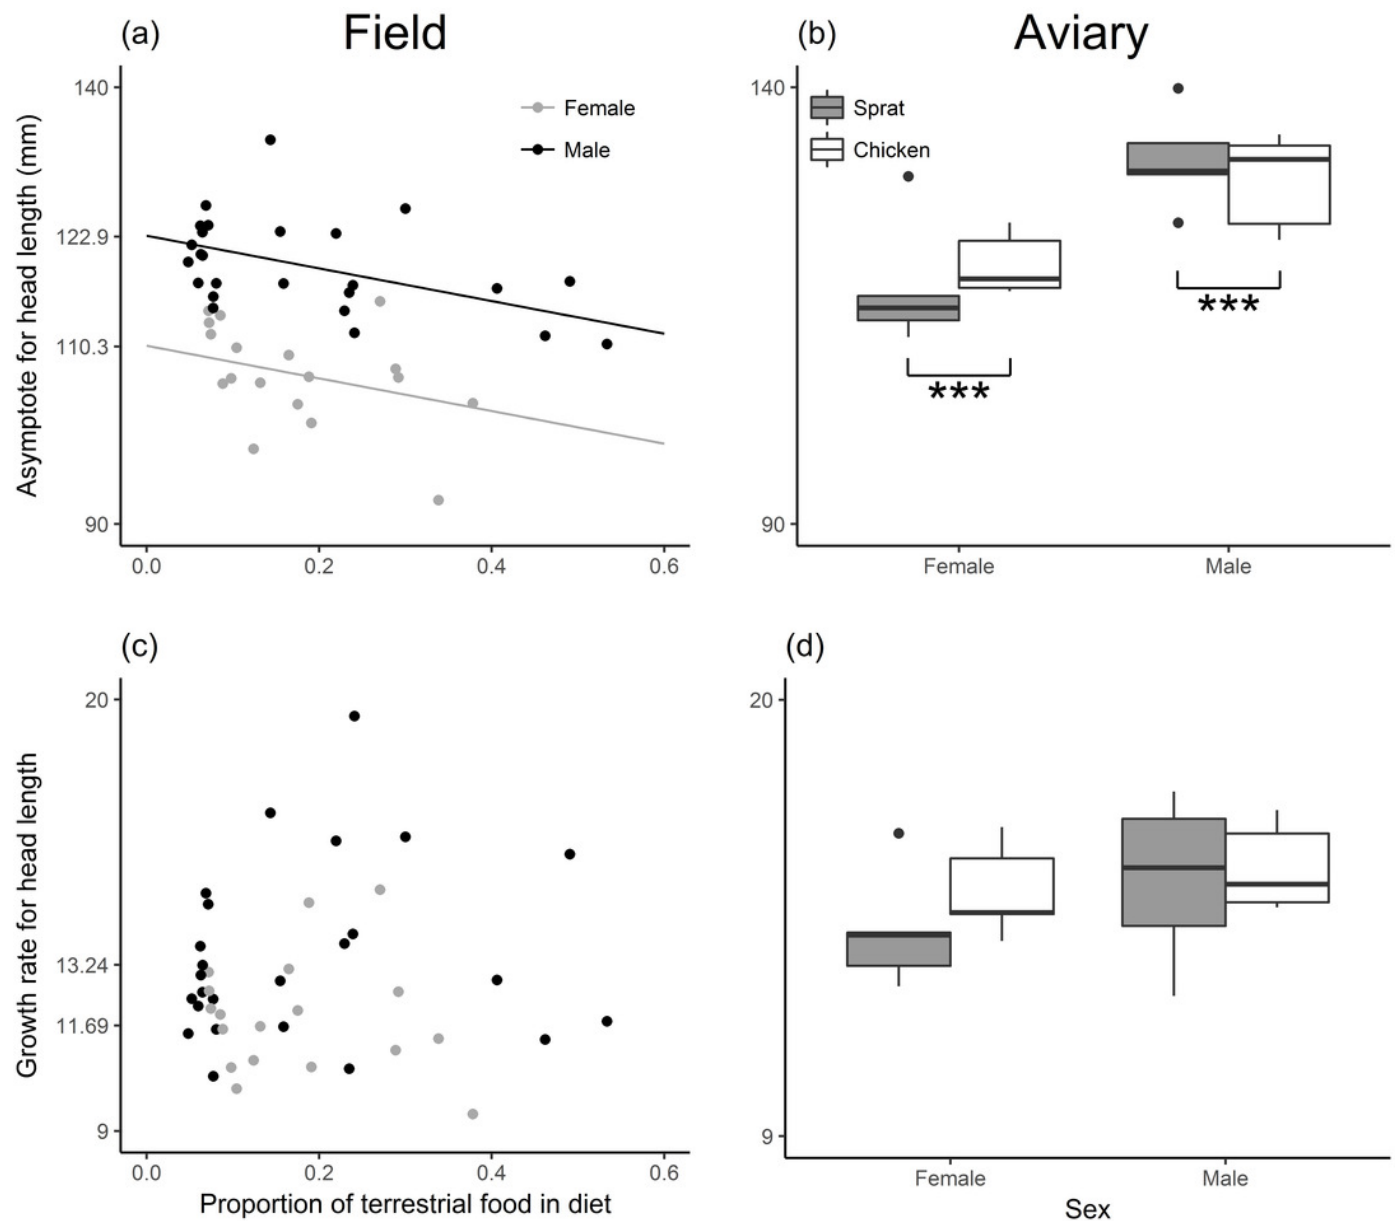 (a) Field
(b) Aviary
140
122.9
110.3
90
Asymptote for head length (mm)
Female
Male
0.0 0.2 0.4 0.6
140
90
Sprat
Chicken
***
***
Female Male
(c)
20
13.24
11.69
9
Growth rate for head length
0.0 0.2 0.4 0.6
Proportion of terrestrial food in diet
(d)
20
9
Female Male
Sex